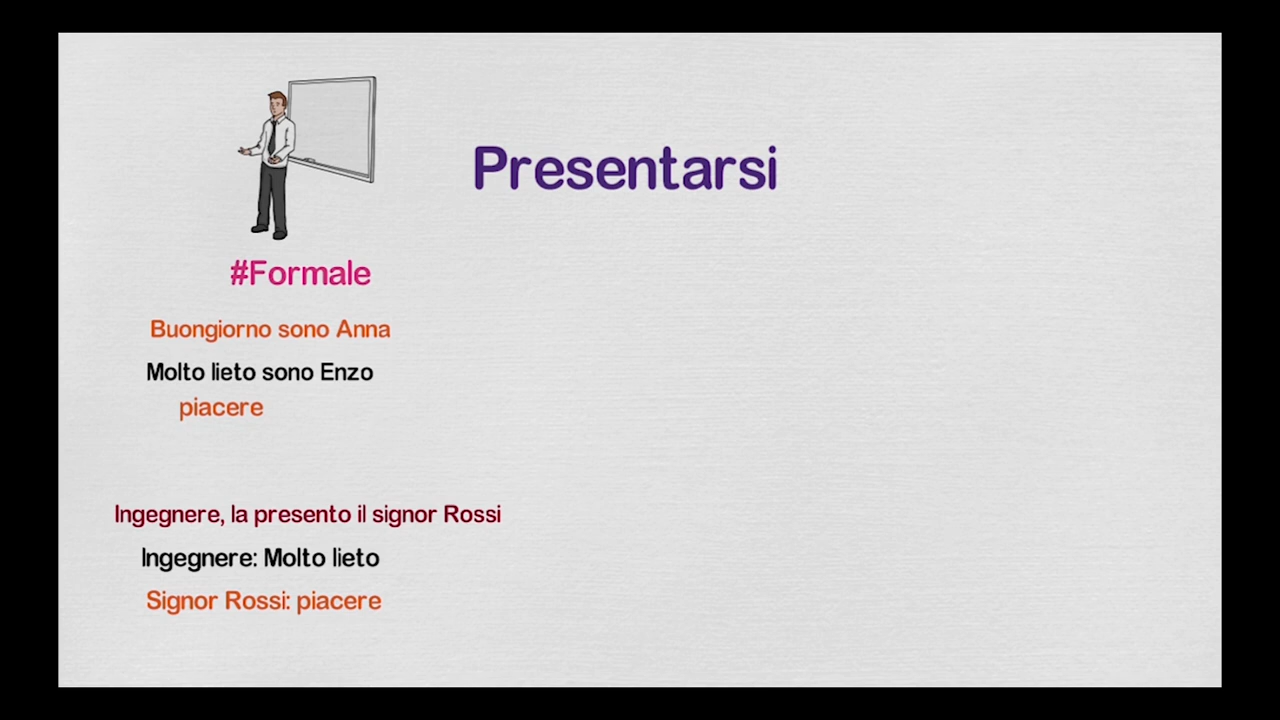 Presentarsi
#Formale
Buongiorno sono Anna
Molto lieto sono Enzo
piacere
Ingegnere, la presento il signor Rossi
Ingegnere: Molto lieto
Signor Rossi: piacere